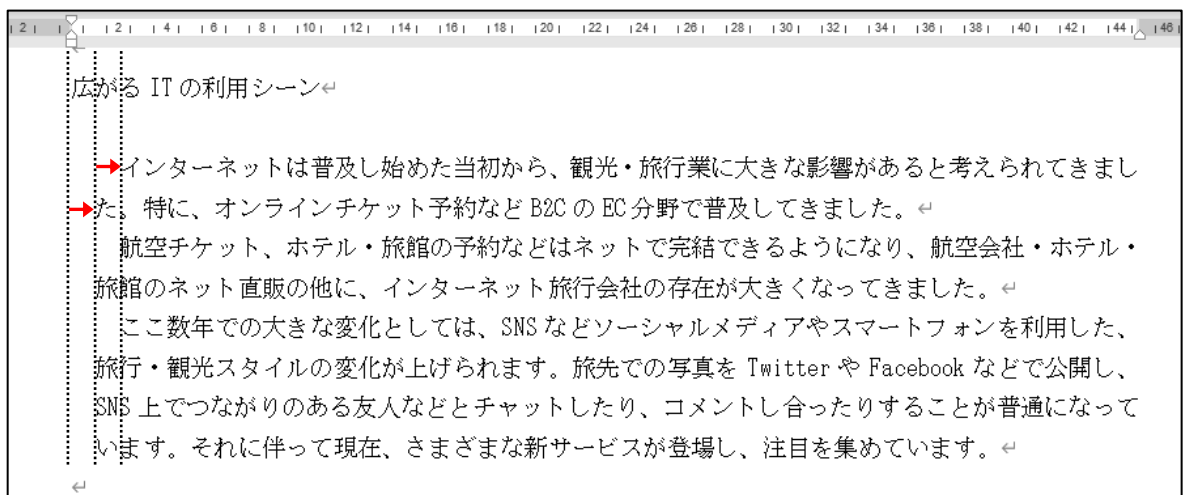 2 2 4 6 8 10 12 14 16 18 20 22 24 26 28 30 32 34 36 38 40 42 44 46
広がる IT の利用シーン↵
インターネットは普及し始めた当初から、観光・旅行業に大きな影響があると考えられてきまし
た。特に、オンラインチケット予約など B2C の EC 分野で普及してきました。↵
航空チケット、ホテル・旅館の予約などはネットで完結できるようになり、航空会社・ホテル・
旅館のネット直販の他に、インターネット旅行会社の存在が大きくなってきました。↵
ここ数年での大きな変化としては、SNS などソーシャルメディアやスマートフォンを利用した、
旅行・観光スタイルの変化が上げられます。旅先での写真を Twitter や Facebook などで公開し、
SNS 上でつながりのある友人などとチャットしたり、コメントし合ったりすることが普通になって
います。それに伴って現在、さまざまな新サービスが登場し、注目を集めています。↵
↵